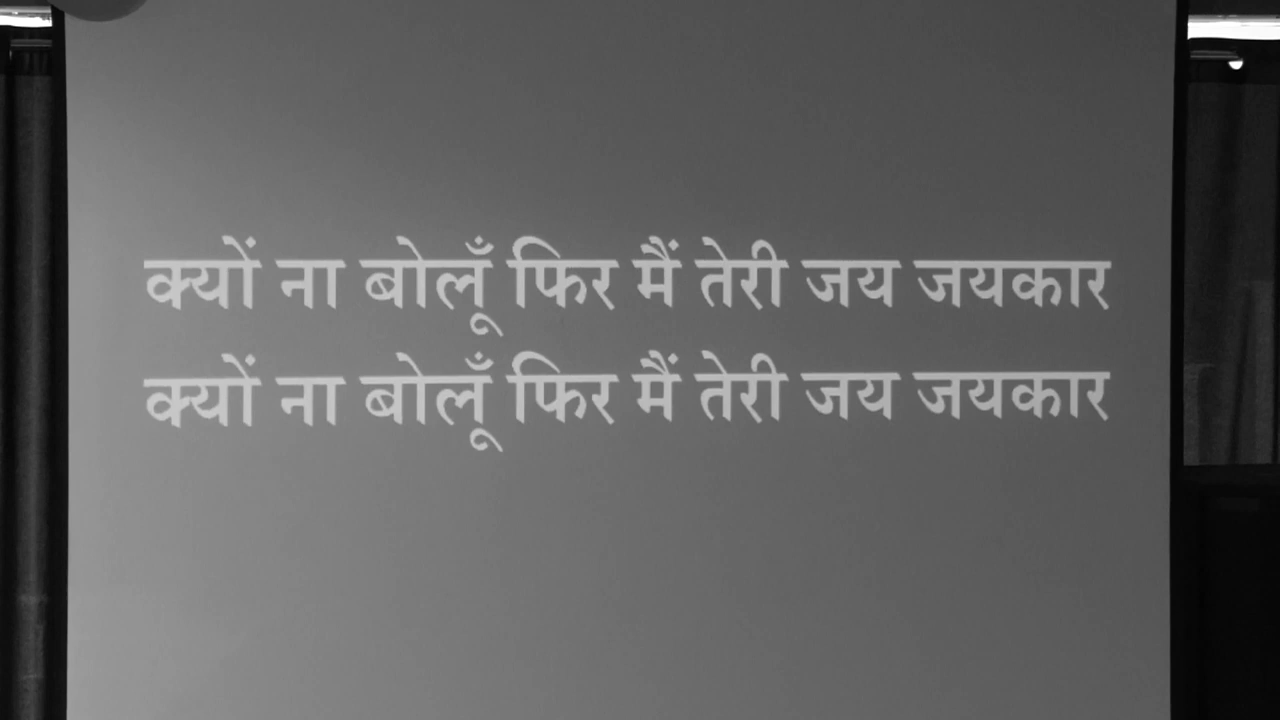 क्यों ना बोलूँ फिर मैं तेरी जय जयकार
क्यों ना बोलूँ फिर मैं तेरी जय जयकार